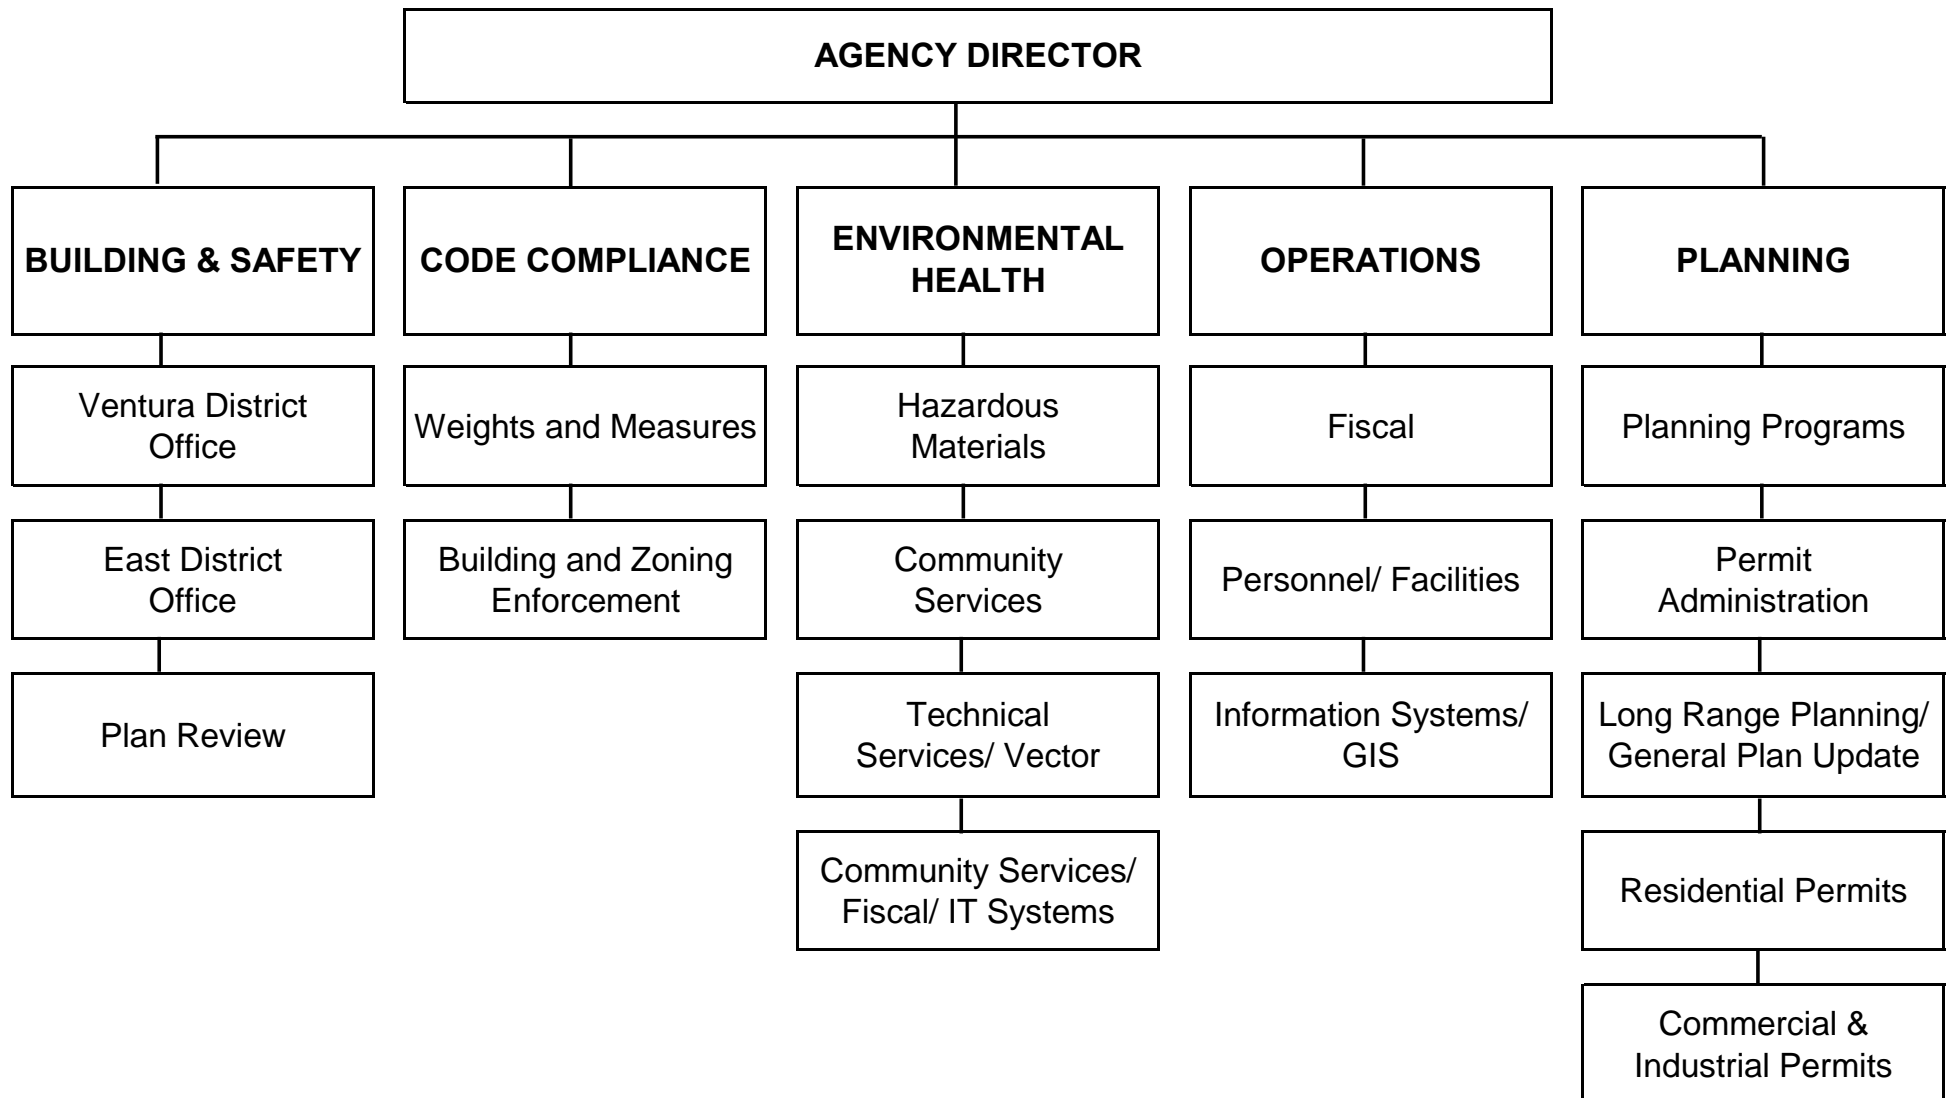 AGENCY DIRECTOR
BUILDING & SAFETY
CODE COMPLIANCE
ENVIRONMENTAL
HEALTH
OPERATIONS
PLANNING
Ventura District
Office
Weights and Measures
Hazardous
Materials
Fiscal
Planning Programs
East District
Office
Building and Zoning
Enforcement
Community
Services
Personnel/ Facilities
Permit
Administration
Plan Review
Technical
Services/ Vector
Information Systems/
GIS
Long Range Planning/
General Plan Update
Community Services/
Fiscal/ IT Systems
Residential Permits
Commercial &
Industrial Permits